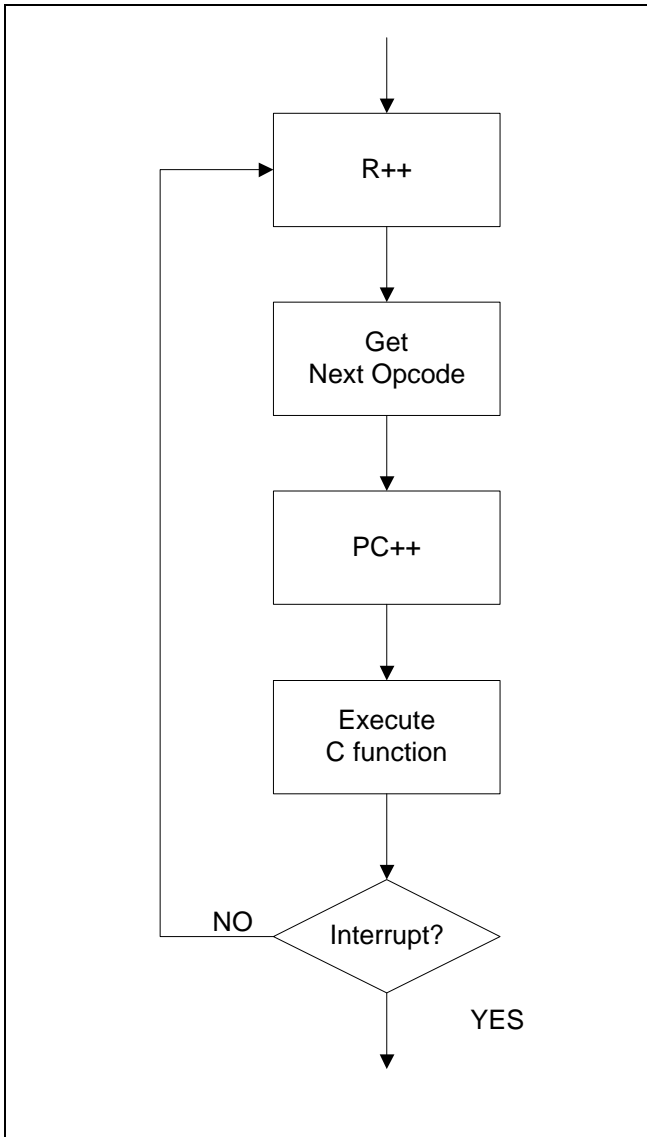 R++
Get
Next Opcode
PC++
Execute
C function
NO
Interrupt?
YES